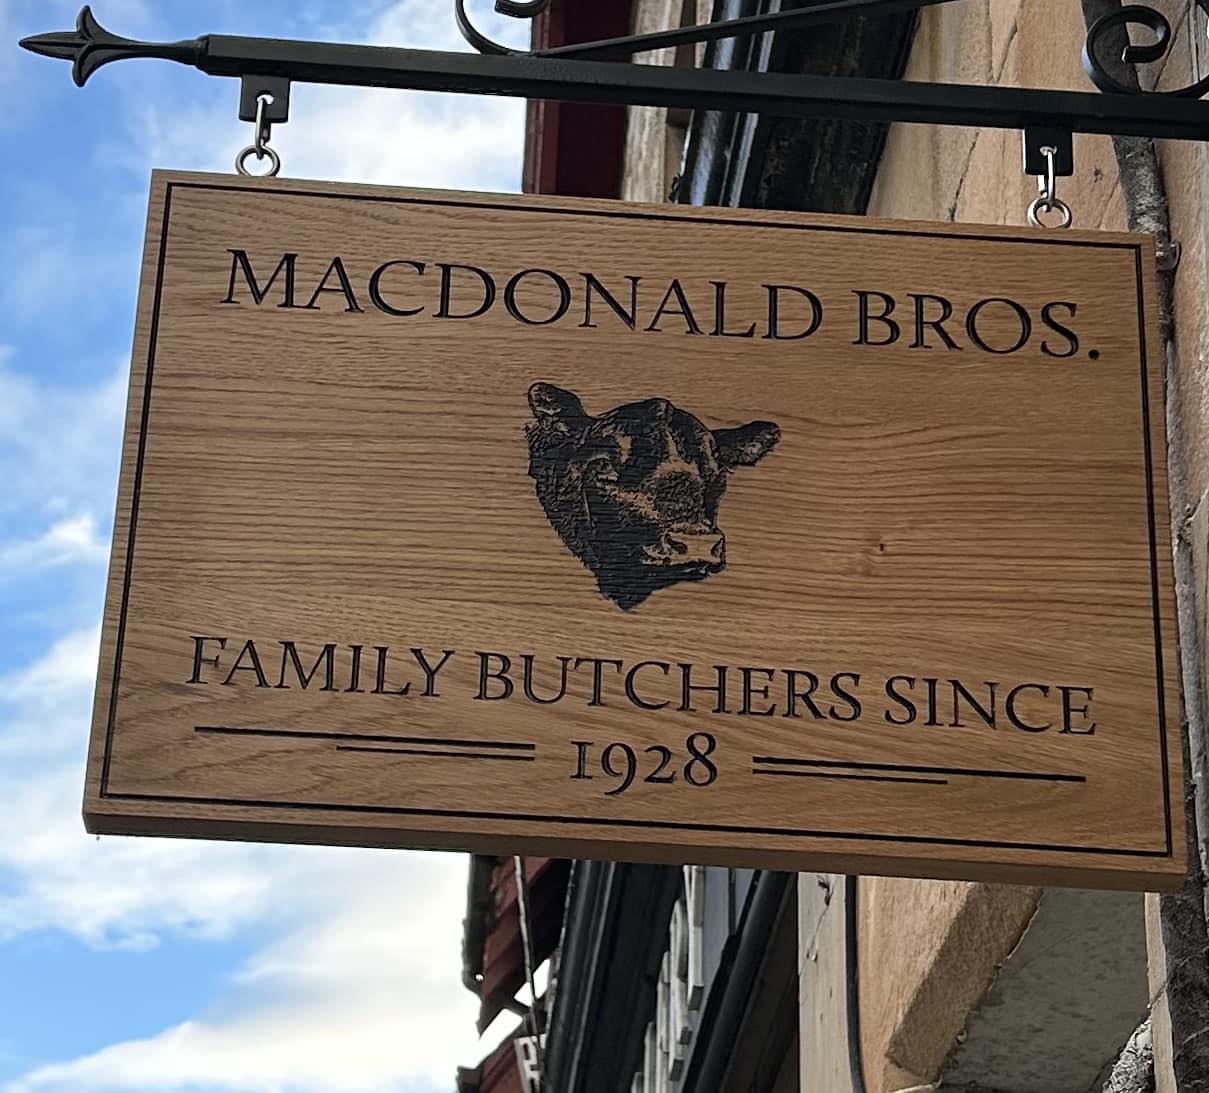 MACDONALD BROS.
FAMILY BUTCHERS SINCE
1928